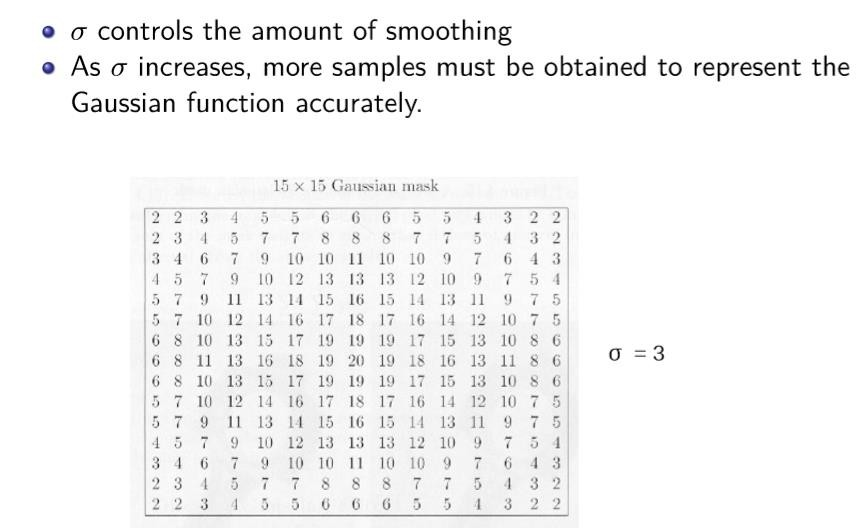 σ controls the amount of smoothing
As σ increases, more samples must be obtained to represent the
Gaussian function accurately.
15 × 15 Gaussian mask
2 2 3 4 5 5 6 6 6 5 5 4 3 2 2
2 3 4 5 7 7 8 8 8 7 7 5 4 3 2
3 4 6 7 9 10 10 11 10 10 9 7 6 4 3
4 5 7 9 10 12 13 13 13 12 10 9 7 5 4
5 7 9 11 13 14 15 16 15 14 13 11 9 7 5
5 7 10 12 14 16 17 18 17 16 14 12 10 7 5
6 8 10 13 15 17 19 19 19 17 15 13 10 8 6
6 8 11 13 16 18 19 20 19 18 16 13 11 8 6
σ = 3
6 8 10 13 15 17 19 19 19 17 15 13 10 8 6
5 7 10 12 14 16 17 18 17 16 14 12 10 7 5
5 7 9 11 13 14 15 16 15 14 13 11 9 7 5
4 5 7 9 10 12 13 13 13 12 10 9 7 5 4
3 4 6 7 9 10 10 11 10 10 9 7 6 4 3
2 3 4 5 7 7 8 8 8 7 7 5 4 3 2
2 2 3 4 5 5 6 6 6 5 5 4 3 2 2